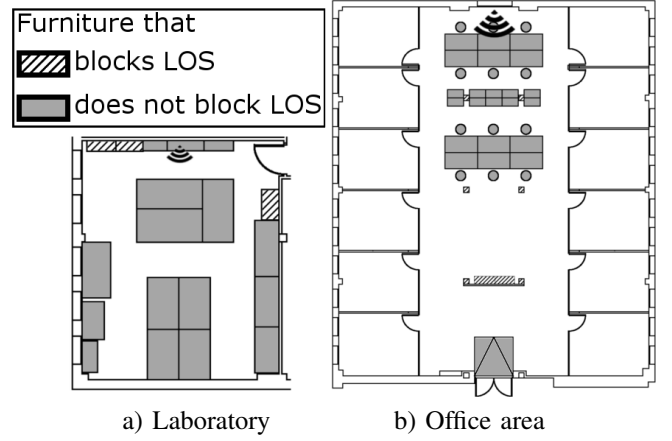 Furniture that
blocks LOS
does not block LOS
a) Laboratory
b) Office area